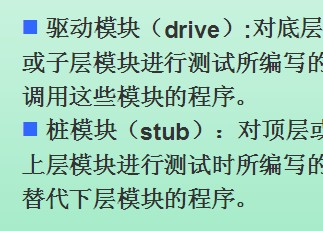 ■ 驱动模块（drive）:对底层
或子层模块进行测试所编写的
调用这些模块的程序。
■ 桩模块（stub）：对顶层或
上层模块进行测试时所编写的
替代下层模块的程序。